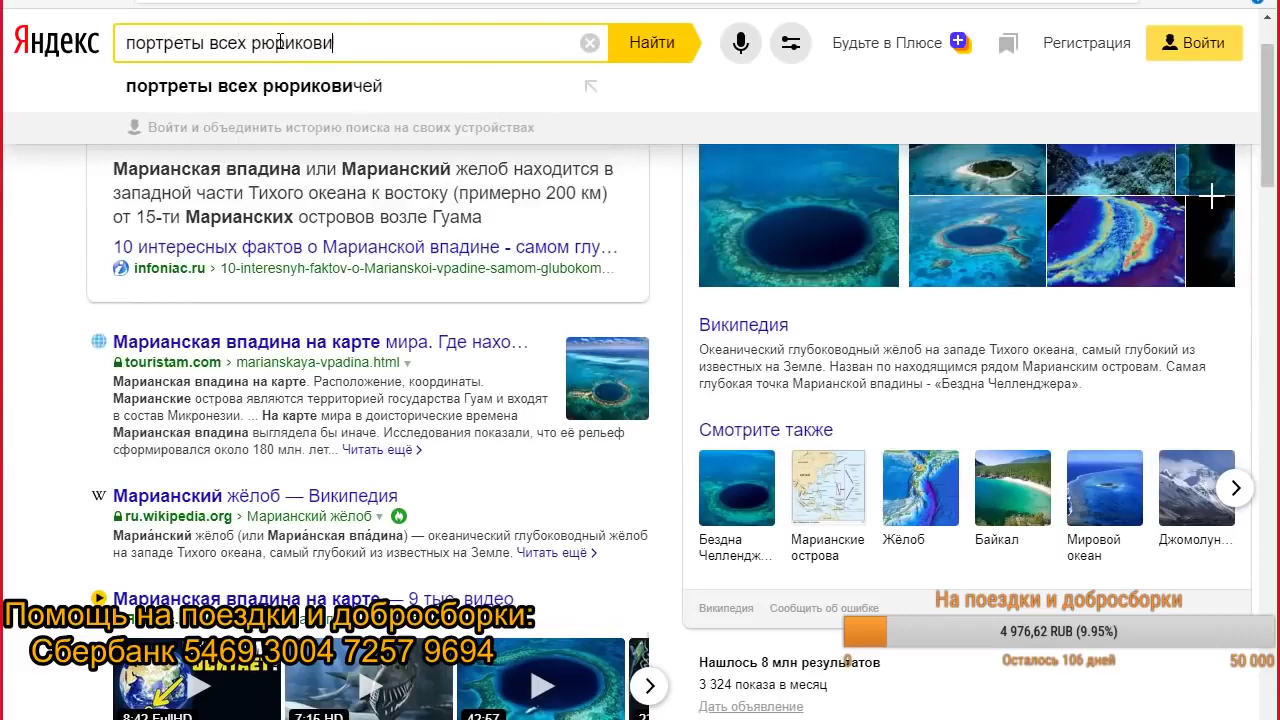 Яндекс
портреты всех рюрикови
Найти
Будьте в Плюсе
Регистрация
Войти
портреты всех рюриковичей
Войти и объединить историю поиска на своих устройствах
Марианская впадина или Марианский желоб находится в
западной части Тихого океана к востоку (примерно 200 км)
от 15-ти Марианских островов возле Гуама
10 интересных фактов о Марианской впадине - самом глу…
infoniac.ru › 10-interesnyh-faktov-o-Marianskoi-vpadine-samom-glubokom…
Марианская впадина на карте мира. Где нахо…
touristam.com › marianskaya-vpadina.html
Марианская впадина на карте. Расположение, координаты.
Марианские острова являются территорией государства Гуам и входят
в состав Микронезии. ... На карте мира в доисторические времена
Марианская впадина выглядела бы иначе. Исследования показали, что её рельеф
сформировался около 180 млн. лет... Читать ещё >
W Марианский жёлоб — Википедия
ru.wikipedia.org › Марианский жёлоб
Мариа́нский жёлоб (или Мариа́нская впа́дина) — океанический глубоководный жёлоб
на западе Тихого океана, самый глубокий из известных на Земле. Читать ещё >
Марианская впадина на карте — 9 тыс. видео
Помощь на поездки и добросборки:
Сбербанк 5469 3004 7257 9694
8:42 FullHD
7:15 HD
42:57
Википедия
Океанический глубоководный жёлоб на западе Тихого океана, самый глубокий из
известных на Земле. Назван по находящимся рядом Марианским островам. Самая
глубокая точка Марианской впадины - «Бездна Челленджера».
Смотрите также
Бездна
Челлендж...
Марианские
острова
Жёлоб
Байкал
Мировой
океан
Джомолун...
Википедия
Сообщить об ошибке
На поездки и добросборки
4 976,62 RUB (9.95%)
0
Осталось 106 дней
50 000
Нашлось 8 млн результатов
3 324 показа в месяц
Дать объявление